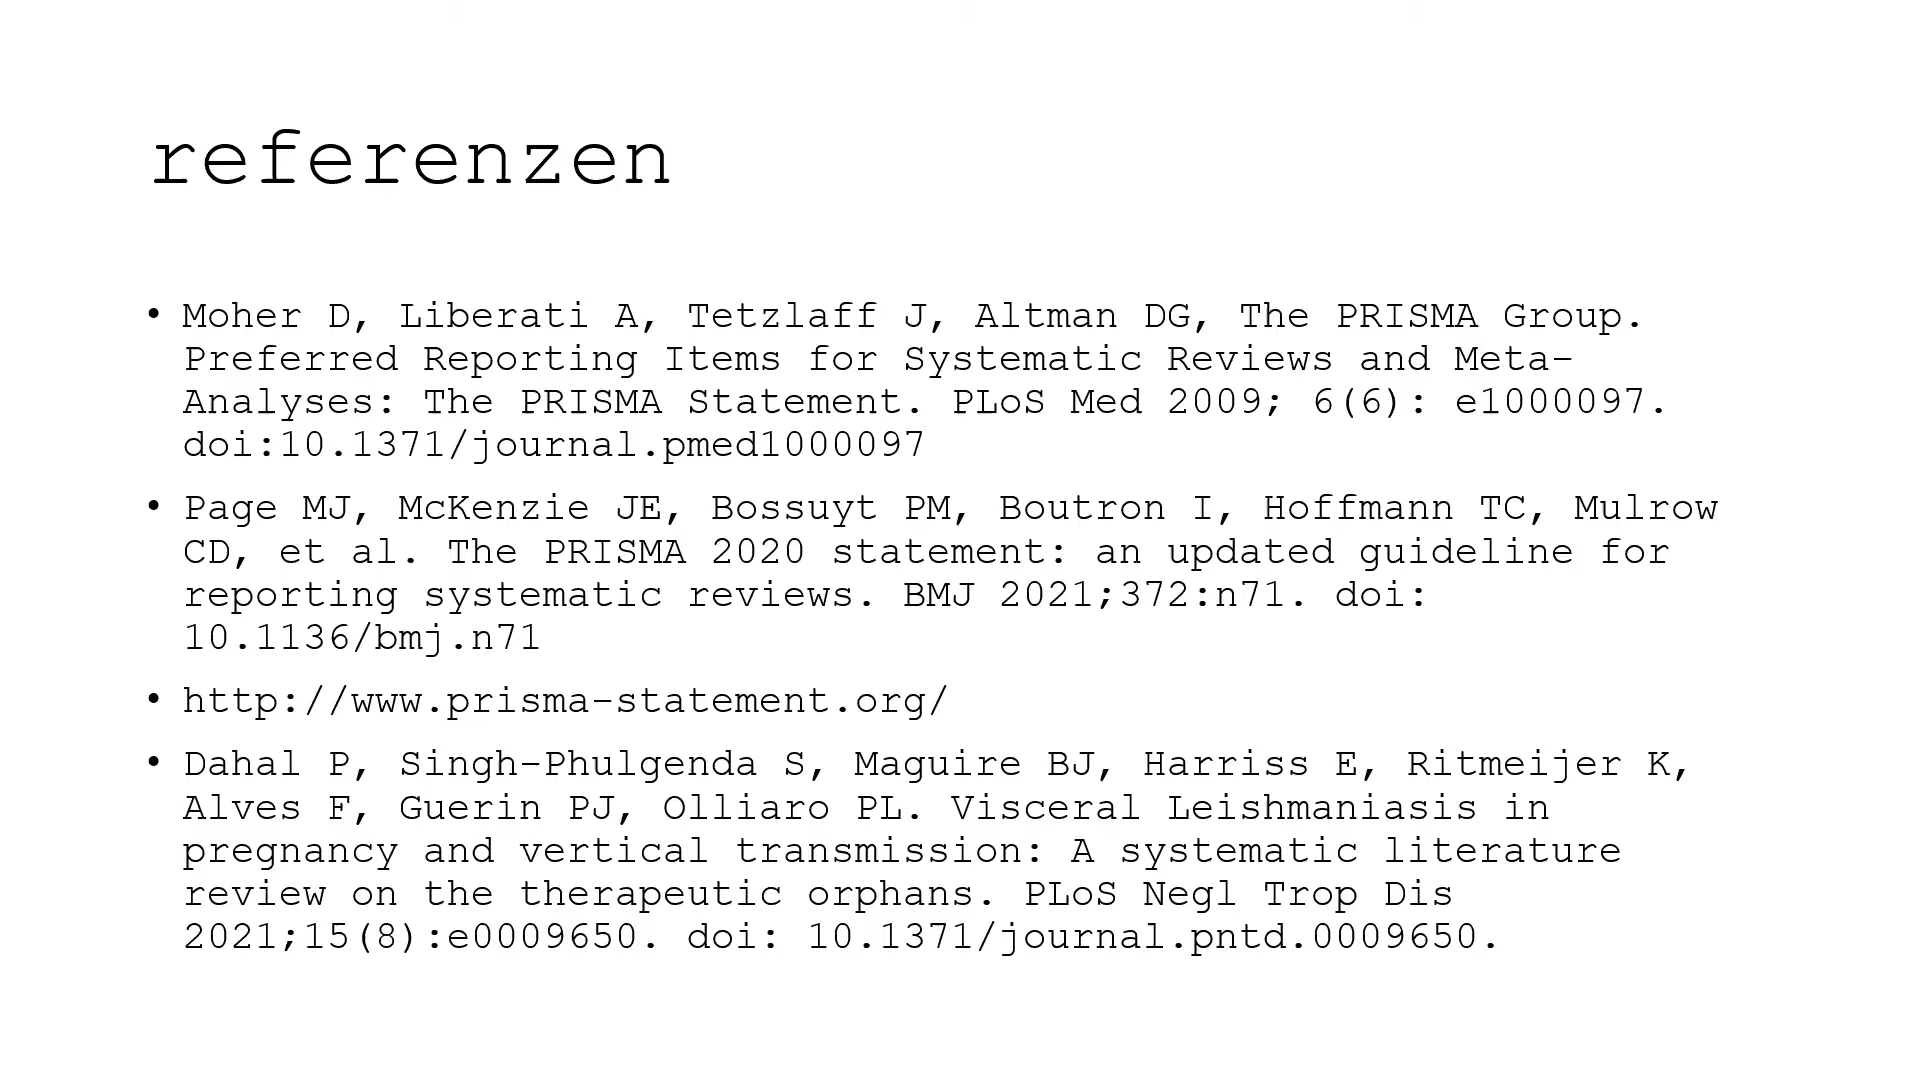 referenzen
• Moher D, Liberati A, Tetzlaff J, Altman DG, The PRISMA Group.
Preferred Reporting Items for Systematic Reviews and Meta-
Analyses: The PRISMA Statement. PLoS Med 2009; 6(6): e1000097.
doi:10.1371/journal.pmed1000097
• Page MJ, McKenzie JE, Bossuyt PM, Boutron I, Hoffmann TC, Mulrow
CD, et al. The PRISMA 2020 statement: an updated guideline for
reporting systematic reviews. BMJ 2021;372:n71. doi:
10.1136/bmj.n71
• http://www.prisma-statement.org/
• Dahal P, Singh-Phulgenda S, Maguire BJ, Harriss E, Ritmeijer K,
Alves F, Guerin PJ, Olliaro PL. Visceral Leishmaniasis in
pregnancy and vertical transmission: A systematic literature
review on the therapeutic orphans. PLoS Negl Trop Dis
2021;15(8):e0009650. doi: 10.1371/journal.pntd.0009650.